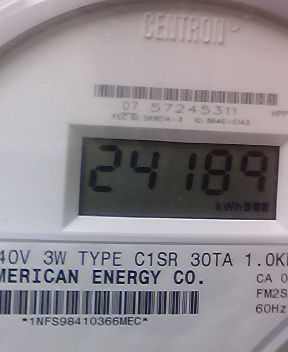 CENTRON®
07 57245311
24189
kWh
40V 3W TYPE C1SR 30TA 1.0K
MERICAN ENERGY CO.
CA 0
FM2S
60Hz
*1NFS98410366MEC*